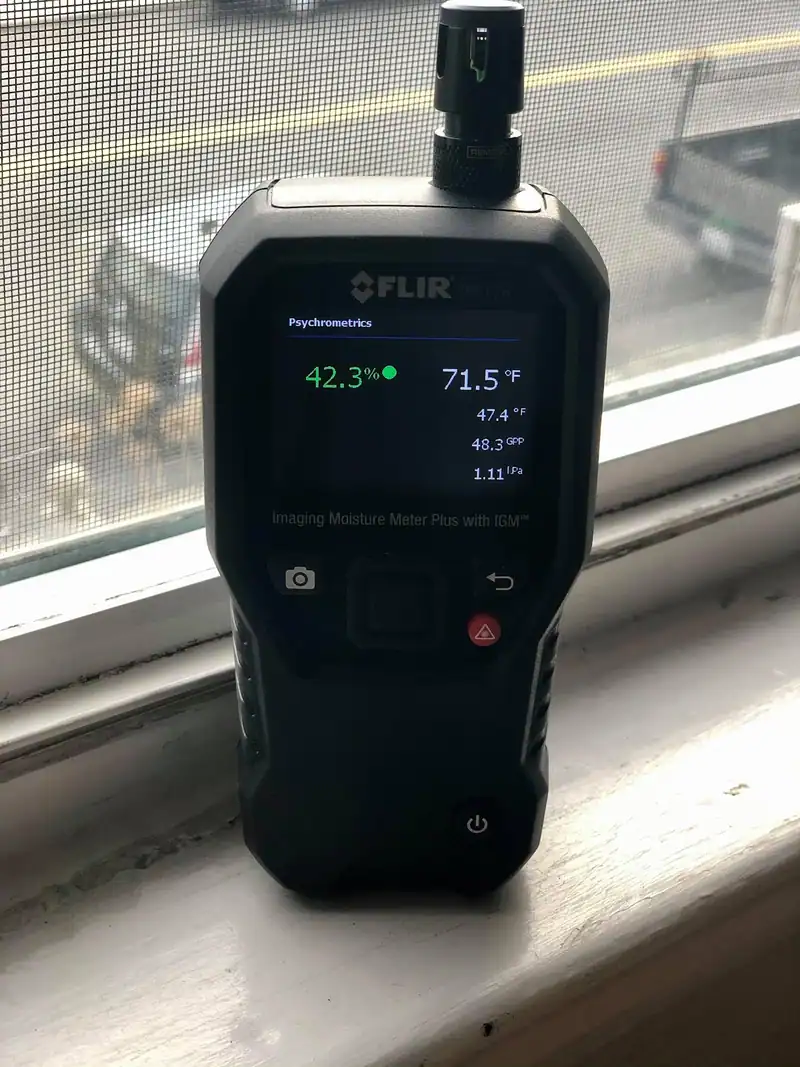 FLIR
Psychrometrics
42.3% 71.5 °F
47.4 °F
48.3 GPP
1.11 kPa
Imaging Moisture Meter Plus with IGM™